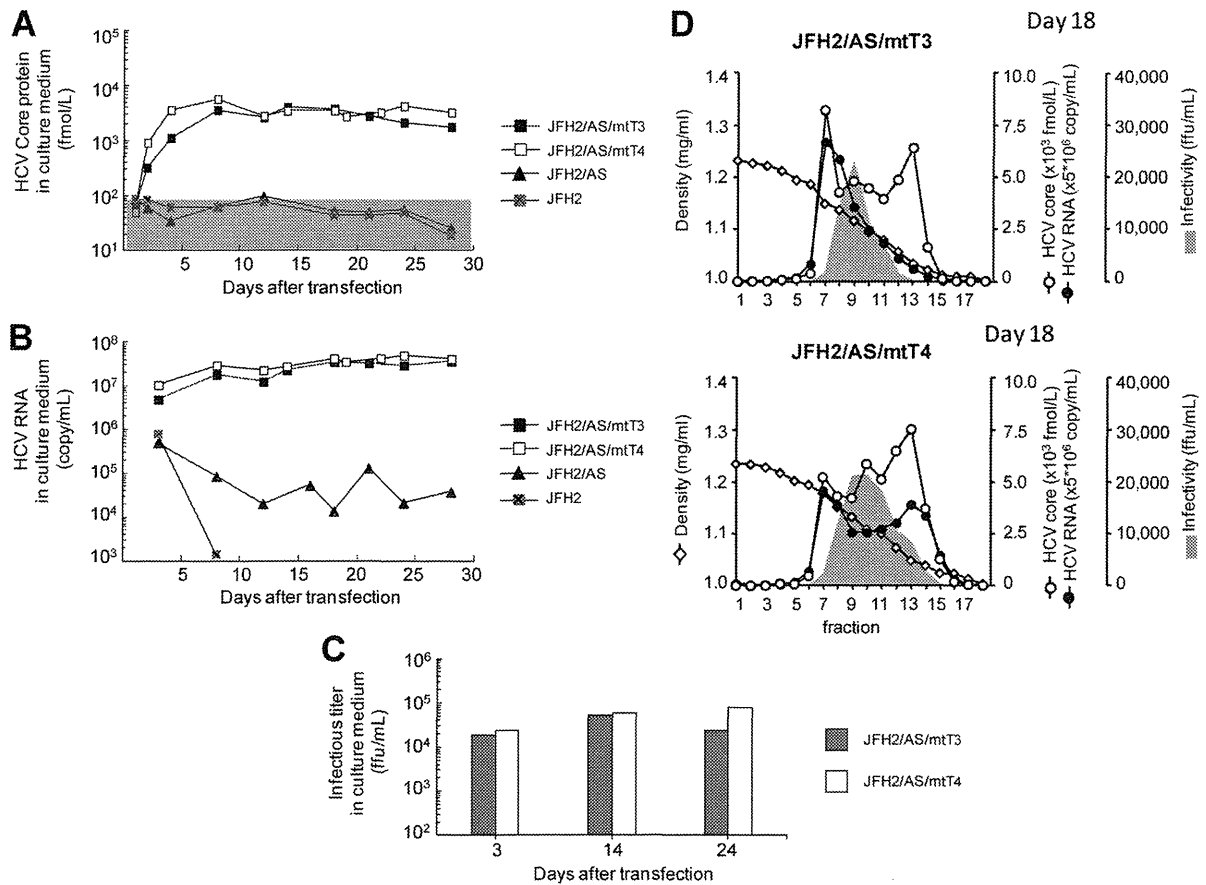 A
HCV Core protein
in culture medium
(fmol/L)
10^5
10^4
10^3
10^2
10^1
5 10 15 20 25 30
Days after transfection
JFH2/AS/mtT3
JFH2/AS/mtT4
JFH2/AS
JFH2
B
HCV RNA
in culture medium
(copy/mL)
10^8
10^7
10^6
10^5
10^4
10^3
5 10 15 20 25 30
Days after transfection
JFH2/AS/mtT3
JFH2/AS/mtT4
JFH2/AS
JFH2
C
Infectious titer
in culture medium
(ffu/mL)
10^6
10^5
10^4
10^3
10^2
3 14 24
Days after transfection
JFH2/AS/mtT3
JFH2/AS/mtT4
D
Day 18
JFH2/AS/mtT3
Density (mg/ml)
1.4
1.3
1.2
1.1
1.0
1 3 5 7 9 11 13 15 17
10.0
7.5
5.0
2.5
0
HCV core (x10^3 fmol/L)
HCV RNA (x5*10^6 copy/mL)
40,000
30,000
20,000
10,000
0
Infectivity (ffu/mL)
Day 18
JFH2/AS/mtT4
Density (mg/ml)
1.4
1.3
1.2
1.1
1.0
1 3 5 7 9 11 13 15 17
fraction
10.0
7.5
5.0
2.5
0
HCV core (x10^3 fmol/L)
HCV RNA (x5*10^6 copy/mL)
40,000
30,000
20,000
10,000
0
Infectivity (ffu/mL)